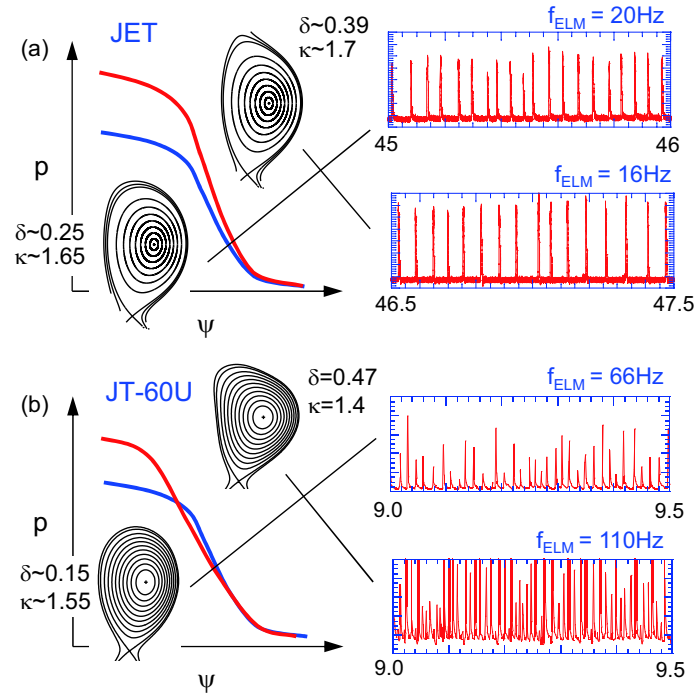 (a) JET
δ~0.39
κ~1.7
f_ELM = 20Hz
45 46
p
δ~0.25
κ~1.65
f_ELM = 16Hz
46.5 47.5
ψ
(b) JT-60U
δ=0.47
κ=1.4
f_ELM = 66Hz
9.0 9.5
p
δ~0.15
κ~1.55
f_ELM = 110Hz
9.0 9.5
ψ